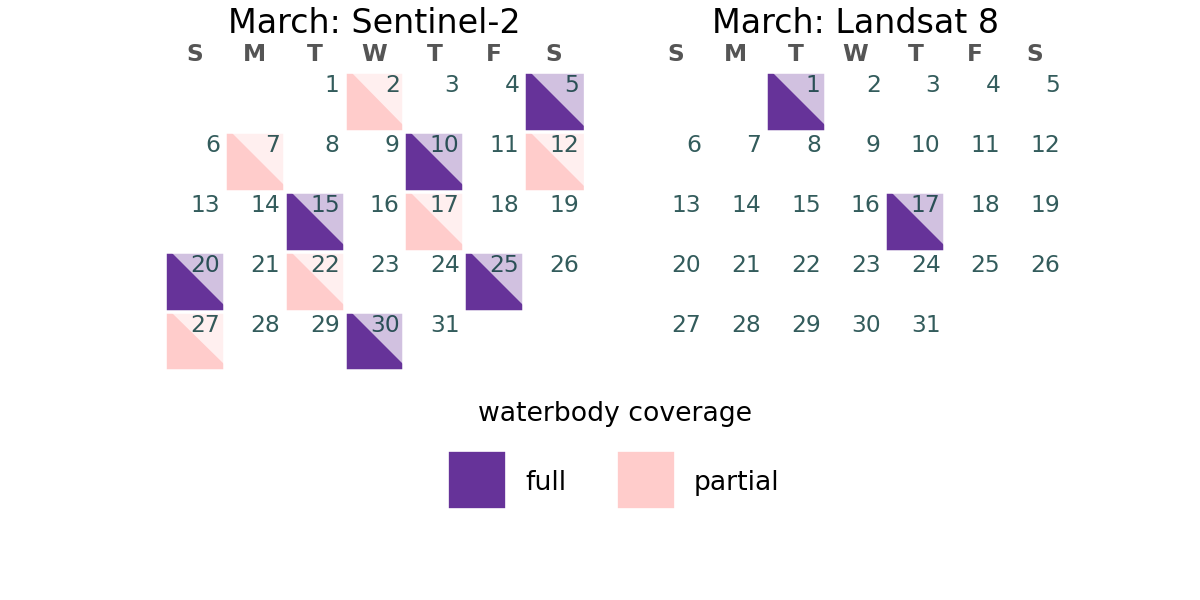 March: Sentinel-2
S M T W T F S
1 2 3 4 5
6 7 8 9 10 11 12
13 14 15 16 17 18 19
20 21 22 23 24 25 26
27 28 29 30 31
March: Landsat 8
S M T W T F S
1 2 3 4 5
6 7 8 9 10 11 12
13 14 15 16 17 18 19
20 21 22 23 24 25 26
27 28 29 30 31
waterbody coverage
full
partial